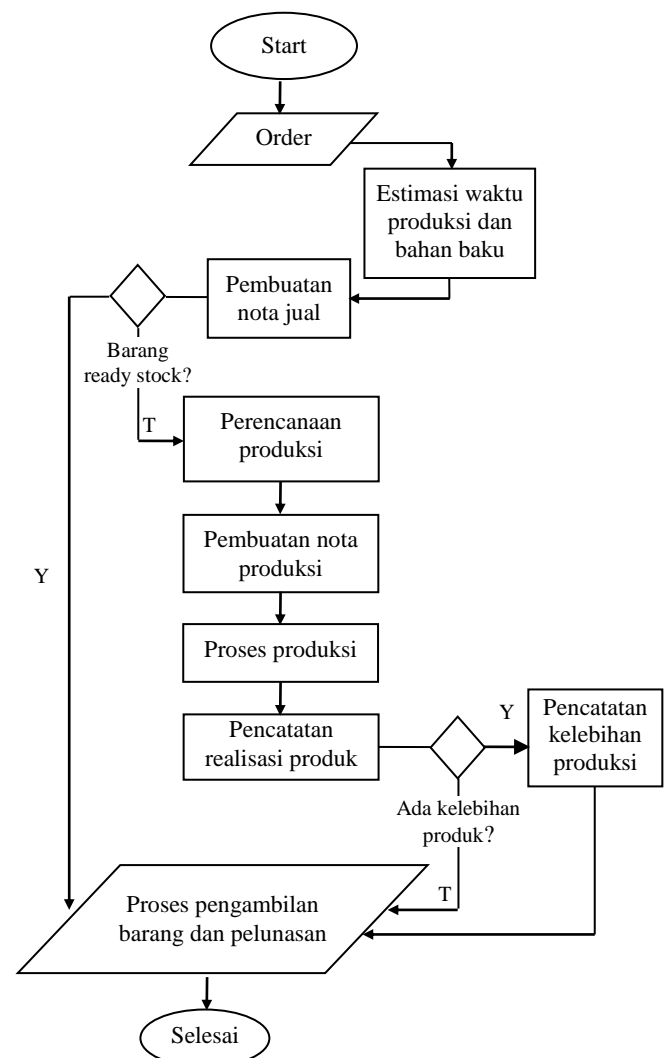 Start
Order
Estimasi waktu
produksi dan
bahan baku
Pembuatan
nota jual
Barang
ready stock?
T
Perencanaan
produksi
Pembuatan nota
produksi
Y
Proses produksi
Pencatatan
realisasi produk
Y
Pencatatan
kelebihan
produksi
Ada kelebihan
produk?
T
Proses pengambilan
barang dan pelunasan
Selesai